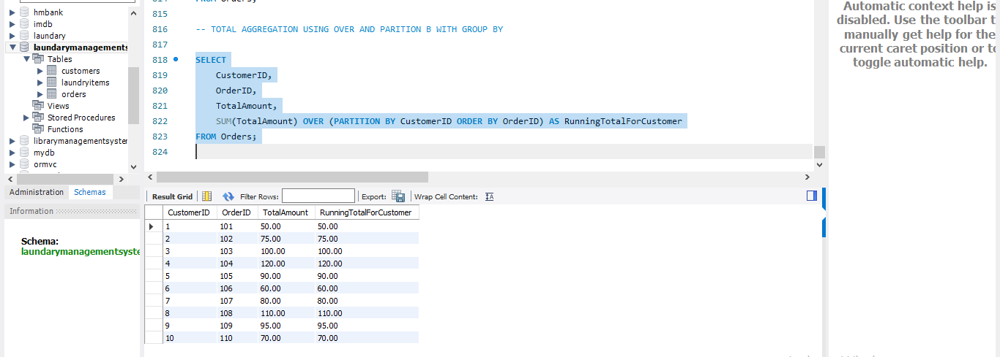 hmbank
imdb
laundary
laundarymanagements
Tables
customers
laundryitems
orders
Views
Stored Procedures
Functions
librarymanagementsyster
mydb
ormvc
Administration Schemas
Information
Schema:
laundarymanagementsyste
814 FROM Orders;
815
816 -- TOTAL AGGREGATION USING OVER AND PARITION B WITH GROUP BY
817
818 SELECT
819 CustomerID,
820 OrderID,
821 TotalAmount,
822 SUM(TotalAmount) OVER (PARTITION BY CustomerID ORDER BY OrderID) AS RunningTotalForCustomer
823 FROM Orders;
824
Result Grid Filter Rows: Export: Wrap Cell Content:
CustomerID OrderID TotalAmount RunningTotalForCustomer
1 101 50.00 50.00
2 102 75.00 75.00
3 103 100.00 100.00
4 104 120.00 120.00
5 105 90.00 90.00
6 106 60.00 60.00
7 107 80.00 80.00
8 108 110.00 110.00
9 109 95.00 95.00
10 110 70.00 70.00
Automatic context help is
disabled. Use the toolbar t
manually get help for the
current caret position or to
toggle automatic help.